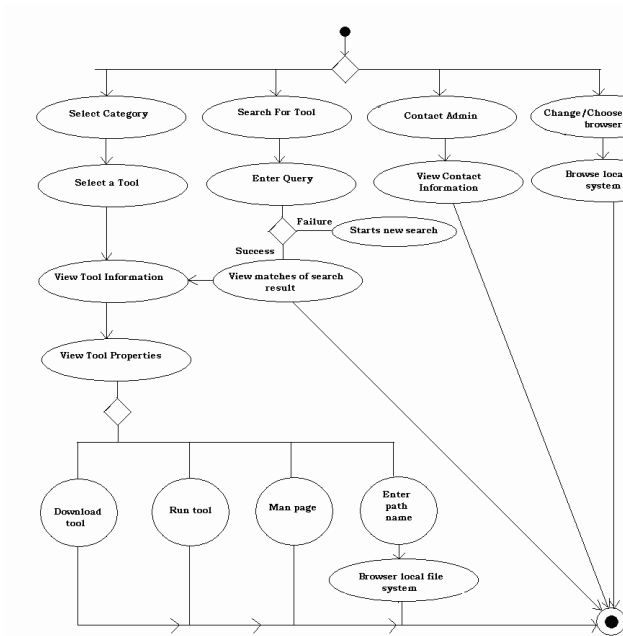 Select Category
Search For Tool
Contact Admin
Change/Choose
browser
Select a Tool
Enter Query
View Contact
Information
Browse loca
system
Failure
Starts new search
Success
View Tool Information
View matches of search
result
View Tool Properties
Download
tool
Run tool
Man page
Enter
path
name
Browser local file
system